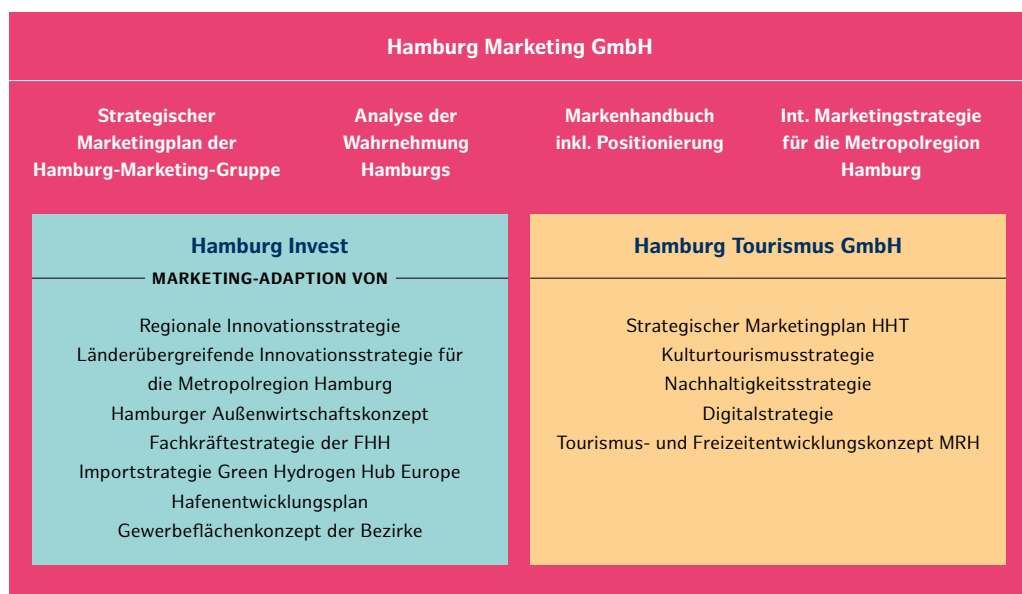 Hamburg Marketing GmbH
Strategischer
Marketingplan der
Hamburg-Marketing-Gruppe
Analyse der
Wahrnehmung
Hamburgs
Markenhandbuch
inkl. Positionierung
Int. Marketingstrategie
für die Metropolregion
Hamburg
Hamburg Invest
MARKETING-ADAPTION VON
Regionale Innovationsstrategie
Länderübergreifende Innovationsstrategie für
die Metropolregion Hamburg
Hamburger Außenwirtschaftskonzept
Fachkräftestrategie der FHH
Importstrategie Green Hydrogen Hub Europe
Hafenentwicklungsplan
Gewerbeflächenkonzept der Bezirke
Hamburg Tourismus GmbH
Strategischer Marketingplan HHT
Kulturtourismusstrategie
Nachhaltigkeitsstrategie
Digitalstrategie
Tourismus- und Freizeitentwicklungskonzept MRH